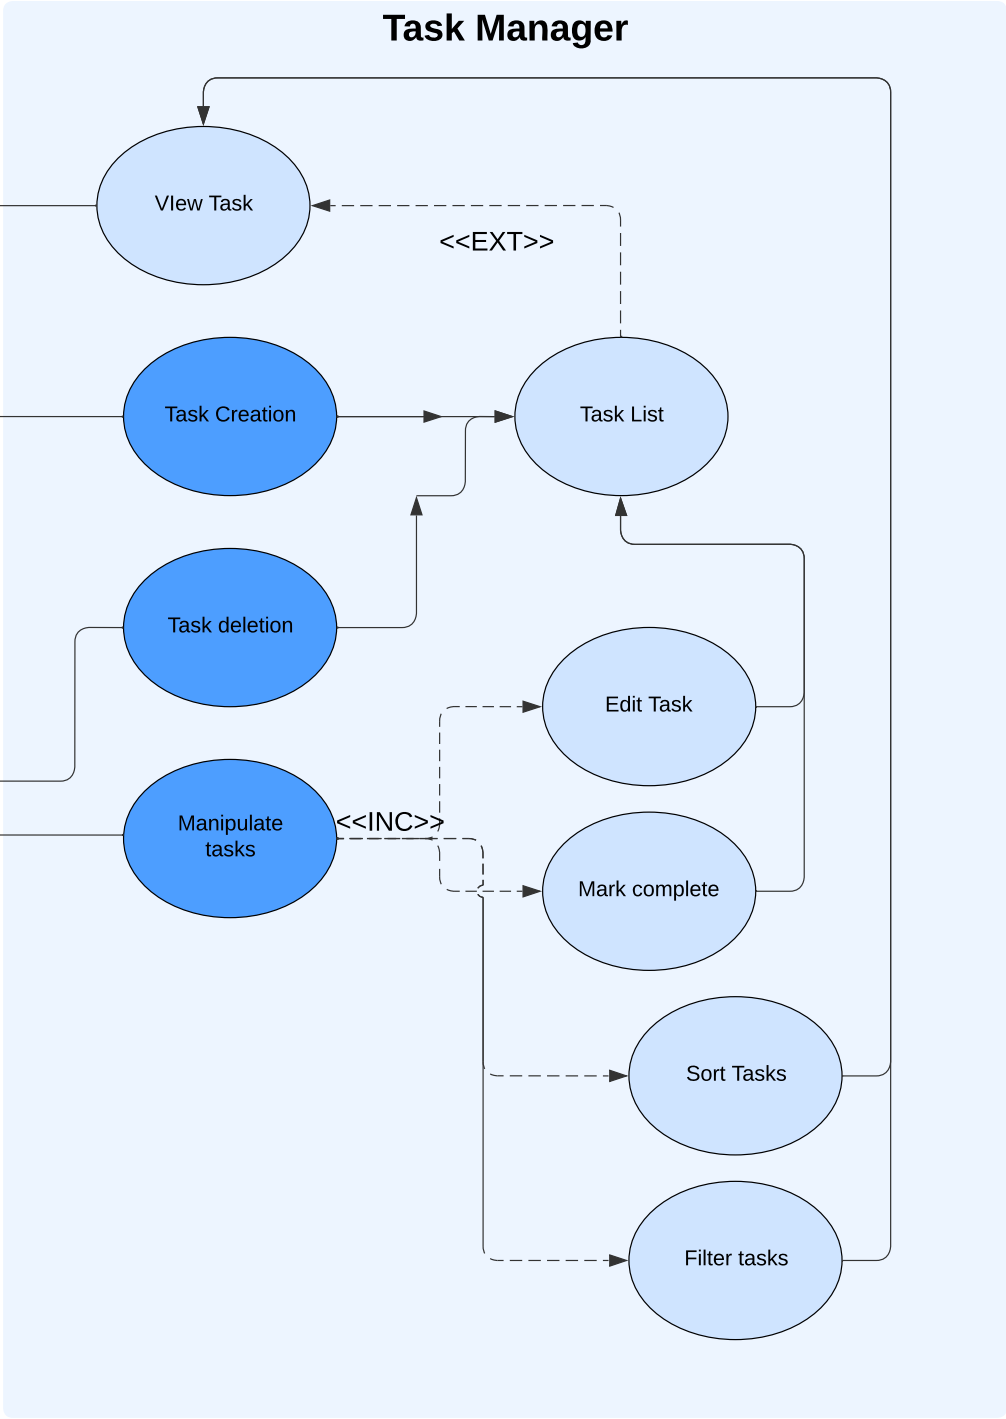 Task Manager
VIew Task
<<EXT>>
Task Creation
Task List
Task deletion
Edit Task
Manipulate
tasks
<<INC>>
Mark complete
Sort Tasks
Filter tasks